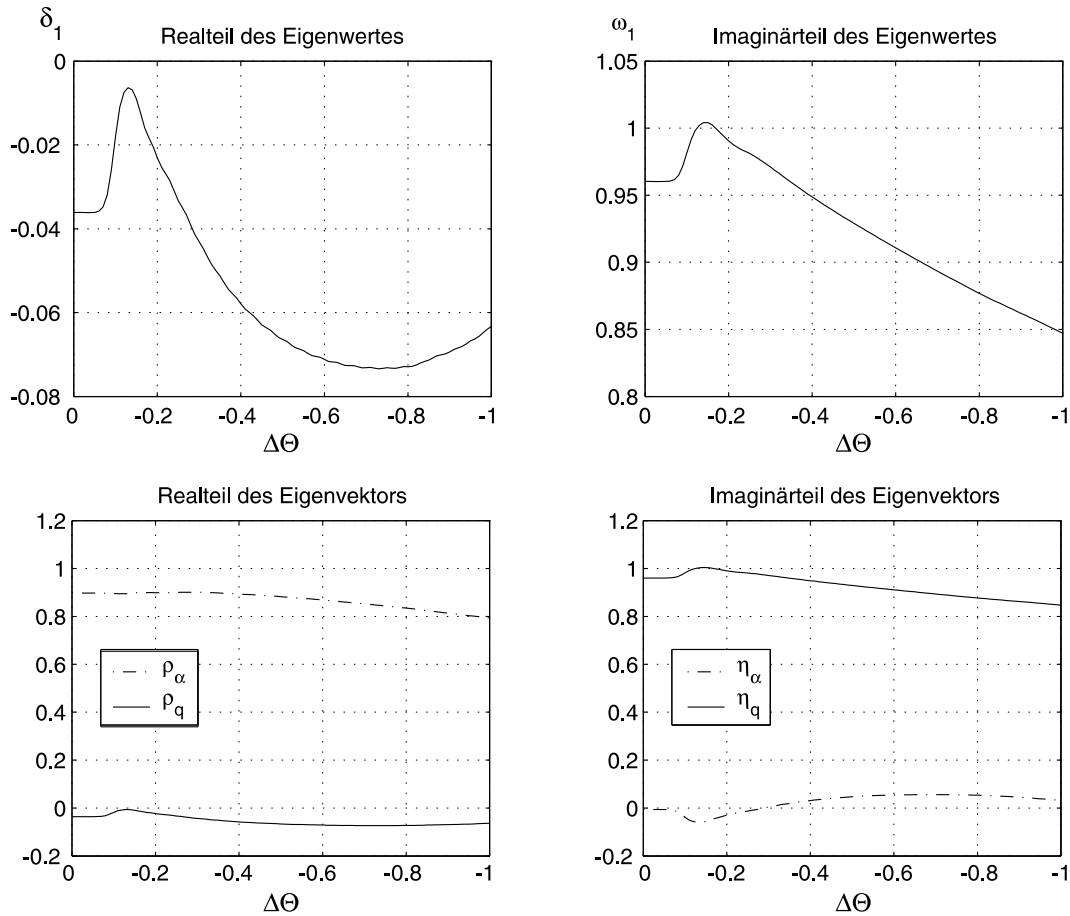 δ1
Realteil des Eigenwertes
0
-0.02
-0.04
-0.06
-0.08
0 -0.2 -0.4 -0.6 -0.8 -1
ΔΘ
ω1
Imaginärteil des Eigenwertes
1.05
1
0.95
0.9
0.85
0.8
0 -0.2 -0.4 -0.6 -0.8 -1
ΔΘ
Realteil des Eigenvektors
1.2
1
0.8
0.6
0.4
0.2
0
-0.2
ρα
ρq
0 -0.2 -0.4 -0.6 -0.8 -1
ΔΘ
Imaginärteil des Eigenvektors
1.2
1
0.8
0.6
0.4
0.2
0
-0.2
ηα
ηq
0 -0.2 -0.4 -0.6 -0.8 -1
ΔΘ